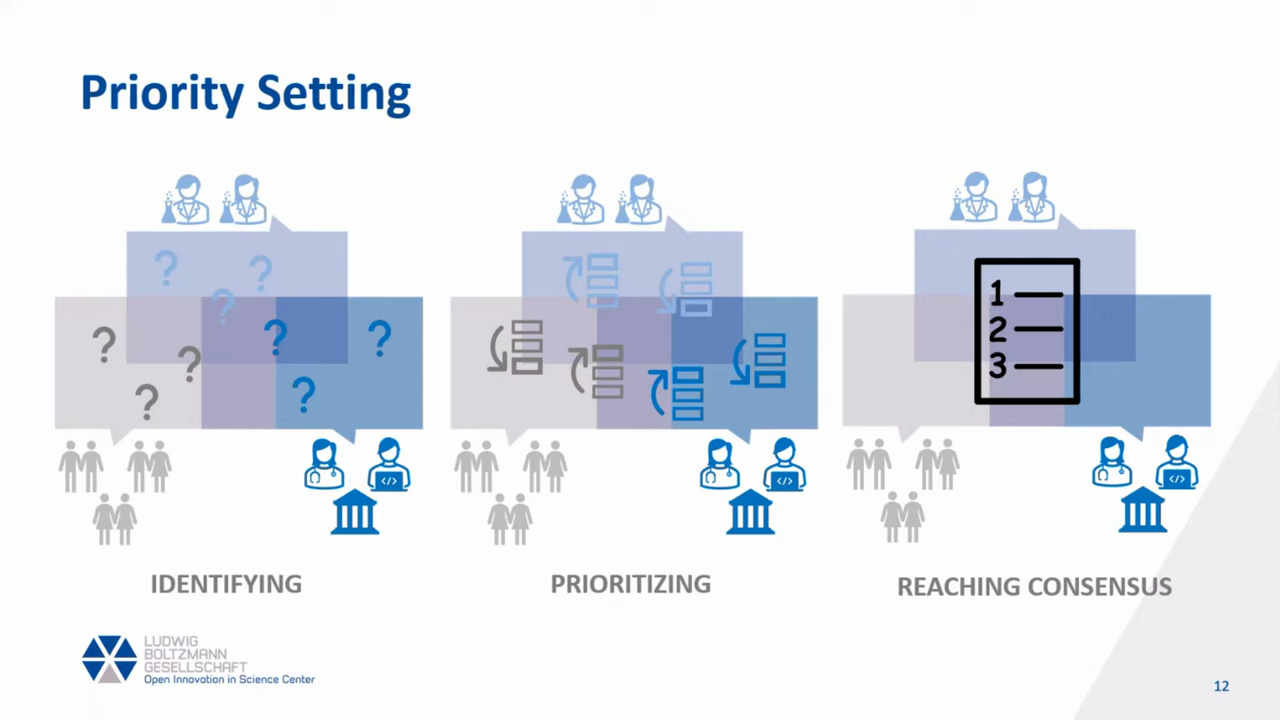 Priority Setting
? ? ?
? ? ?
? ? ?
1
2
3
</>
</>
</>
IDENTIFYING
PRIORITIZING
REACHING CONSENSUS
LUDWIG
BOLTZMANN
GESELLSCHAFT
Open Innovation in Science Center
12